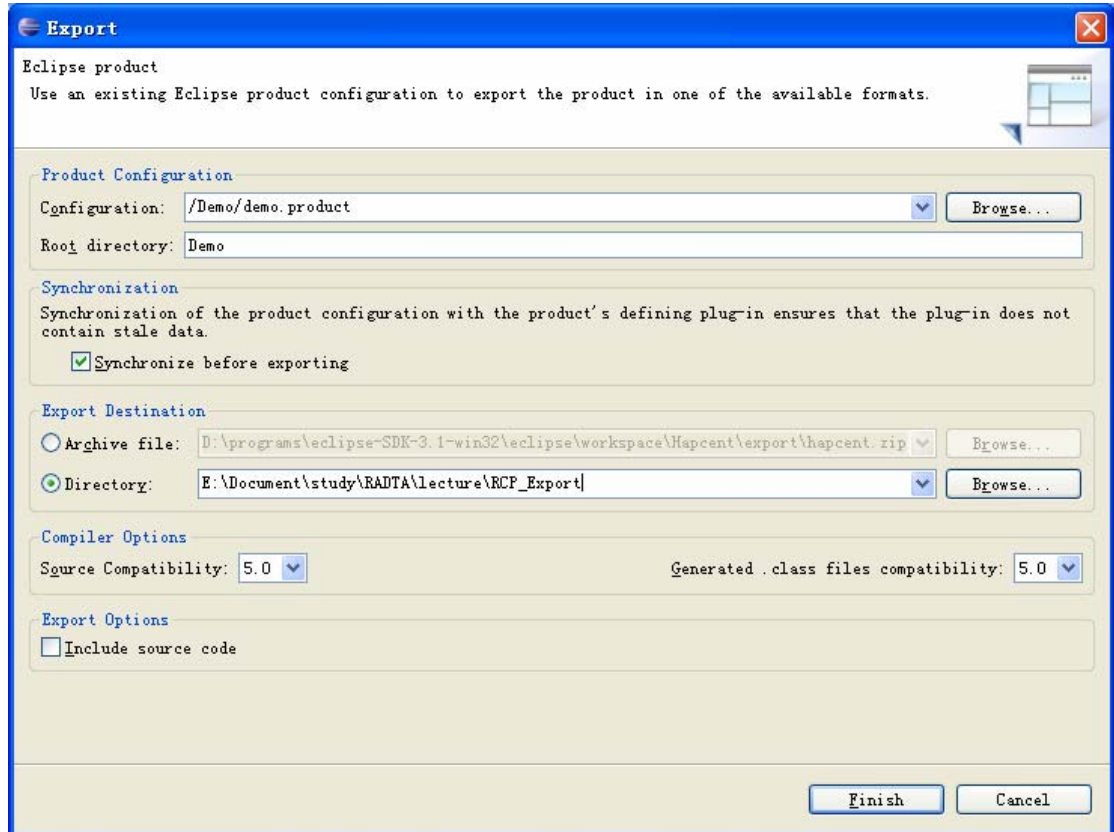 Export
Eclipse product
Use an existing Eclipse product configuration to export the product in one of the available formats.
Product Configuration
Configuration: /Demo/demo.product Browse...
Root directory: Demo
Synchronization
Synchronization of the product configuration with the product's defining plug-in ensures that the plug-in does not
contain stale data.
Synchronize before exporting
Export Destination
Archive file: D:\programs\eclipse-SDK-3.1-win32\eclipse\workspace\Hapcent\export\hapcent.zip Browse...
Directory: E:\Document\study\RADTA\lecture\RCP_Export Browse...
Compiler Options
Source Compatibility: 5.0 Generated .class files compatibility: 5.0
Export Options
Include source code
Finish Cancel